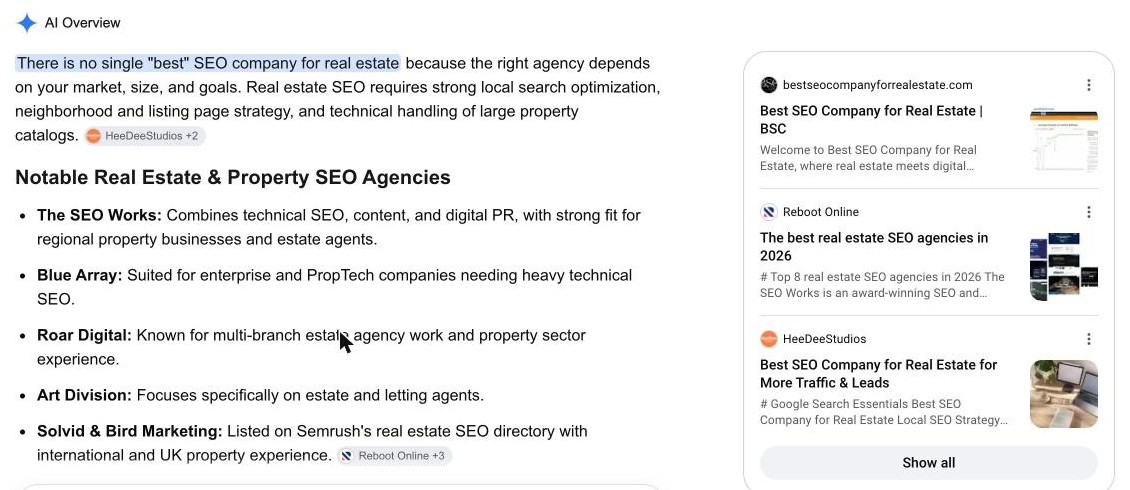 AI Overview
There is no single "best" SEO company for real estate because the right agency depends
on your market, size, and goals. Real estate SEO requires strong local search optimization,
neighborhood and listing page strategy, and technical handling of large property
catalogs. HeeDeeStudios +2
Notable Real Estate & Property SEO Agencies
• The SEO Works: Combines technical SEO, content, and digital PR, with strong fit for
regional property businesses and estate agents.
• Blue Array: Suited for enterprise and PropTech companies needing heavy technical
SEO.
• Roar Digital: Known for multi-branch estate agency work and property sector
experience.
• Art Division: Focuses specifically on estate and letting agents.
• Solvid & Bird Marketing: Listed on Semrush's real estate SEO directory with
international and UK property experience. Reboot Online +3
bestseocompanyforrealestate.com
Best SEO Company for Real Estate |
BSC
Welcome to Best SEO Company for Real
Estate, where real estate meets digital...
Reboot Online
The best real estate SEO agencies in
2026
# Top 8 real estate SEO agencies in 2026 The
SEO Works is an award-winning SEO and...
HeeDeeStudios
Best SEO Company for Real Estate for
More Traffic & Leads
# Google Search Essentials Best SEO
Company for Real Estate Local SEO Strategy...
Show all